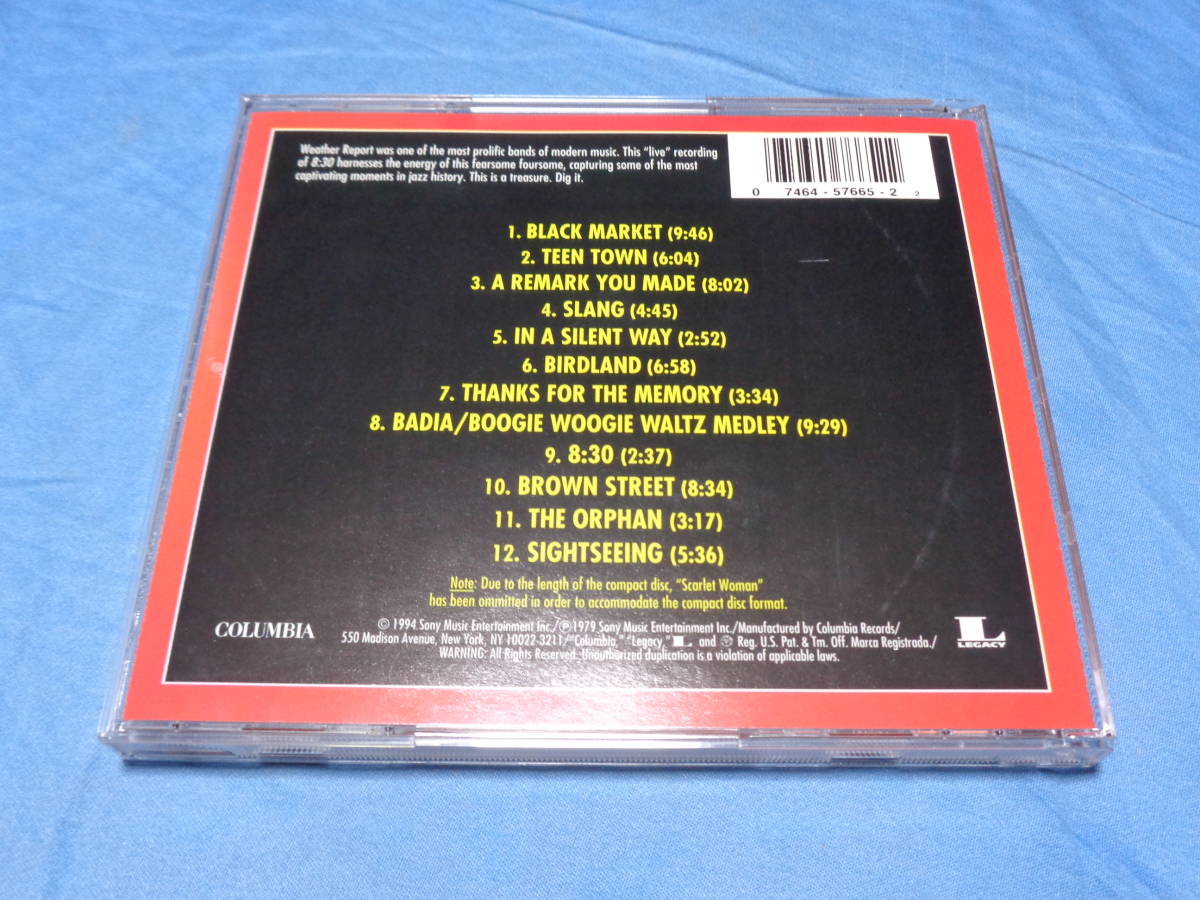 Weather Report was one of the most prolific bands of modern music. This "live" recording
of 8:30 harnesses the energy of this fearsome foursome, capturing some of the most
captivating moments in jazz history. This is a treasure. Dig it.
0 7464-57665-2 2
1. BLACK MARKET (9:46)
2. TEEN TOWN (6:04)
3. A REMARK YOU MADE (8:02)
4. SLANG (4:45)
5. IN A SILENT WAY (2:52)
6. BIRDLAND (6:58)
7. THANKS FOR THE MEMORY (3:34)
8. BADIA/BOOGIE WOOGIE WALTZ MEDLEY (9:29)
9. 8:30 (2:37)
10. BROWN STREET (8:34)
11. THE ORPHAN (3:17)
12. SIGHTSEEING (5:36)
Note: Due to the length of the compact disc, "Scarlet Woman"
has been ommitted in order to accommodate the compact disc format.
COLUMBIA
© 1994 Sony Music Entertainment Inc./℗ 1979 Sony Music Entertainment Inc./Manufactured by Columbia Records/
550 Madison Avenue, New York, NY 10022-3211/"Columbia," "Legacy," L and Reg. U.S. Pat. & Tm. Off. Marca Registrada./
WARNING: All Rights Reserved. Unauthorized duplication is a violation of applicable laws.
L
LEGACY